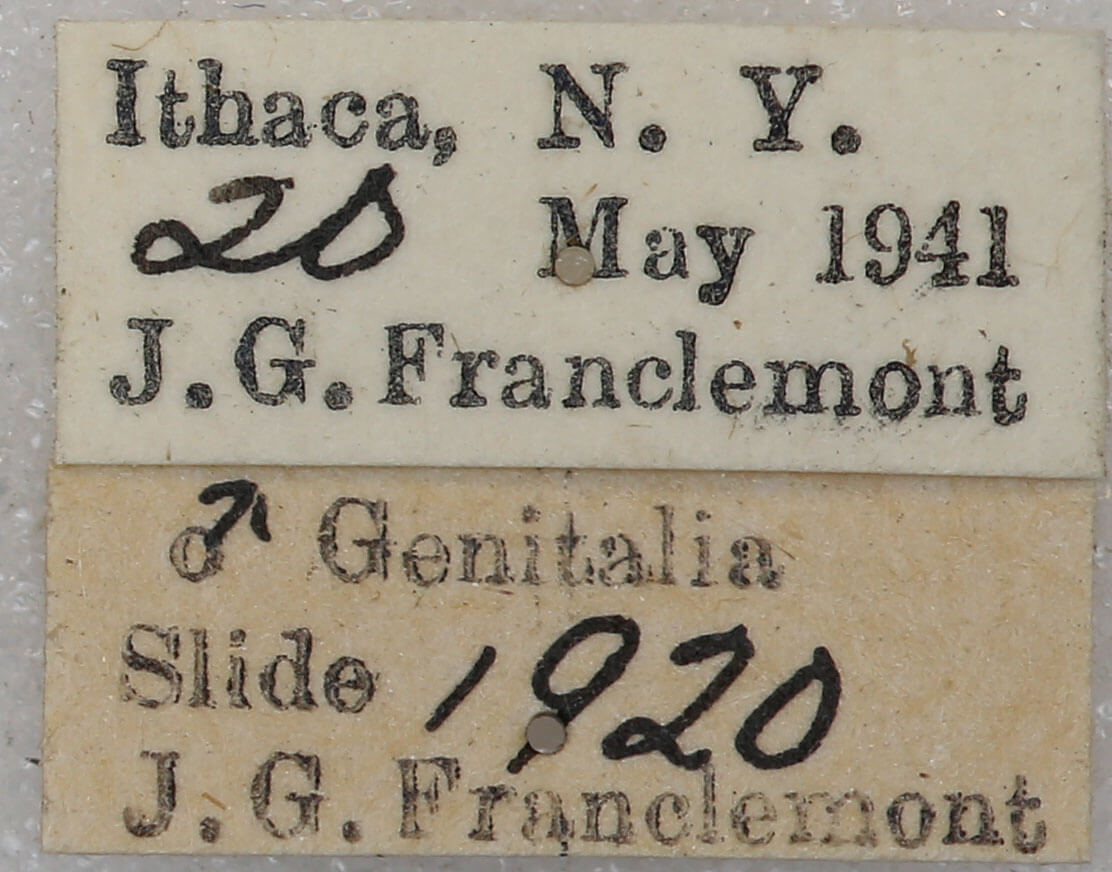 Ithaca, N. Y.
20 May 1941
J. G. Franclemont
♂ Genitalia
Slide 1920
J. G. Franclemont